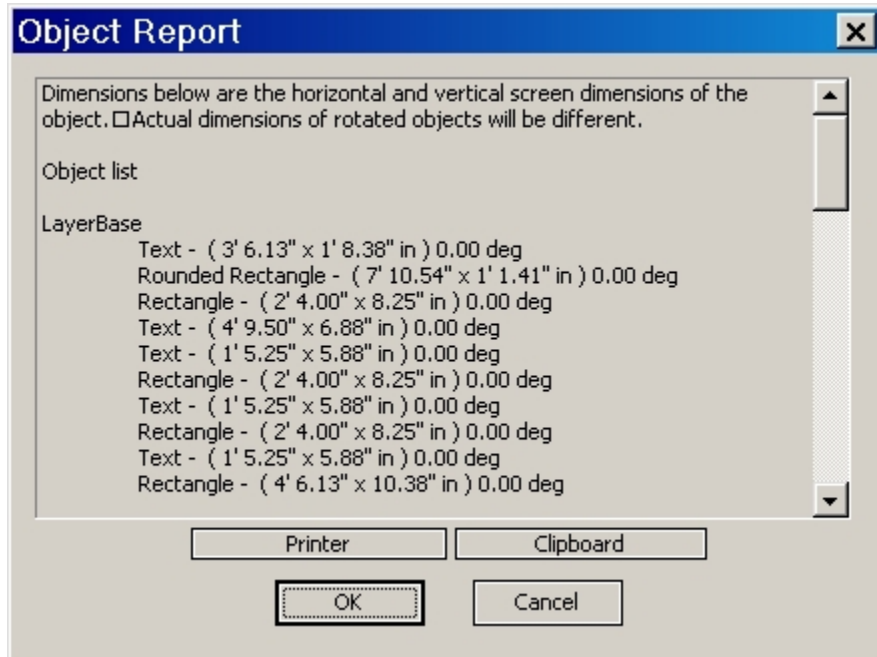 Object Report
Dimensions below are the horizontal and vertical screen dimensions of the
object.□Actual dimensions of rotated objects will be different.
Object list
LayerBase
Text - ( 3' 6.13" x 1' 8.38" in ) 0.00 deg
Rounded Rectangle - ( 7' 10.54" x 1' 1.41" in ) 0.00 deg
Rectangle - ( 2' 4.00" x 8.25" in ) 0.00 deg
Text - ( 4' 9.50" x 6.88" in ) 0.00 deg
Text - ( 1' 5.25" x 5.88" in ) 0.00 deg
Rectangle - ( 2' 4.00" x 8.25" in ) 0.00 deg
Text - ( 1' 5.25" x 5.88" in ) 0.00 deg
Rectangle - ( 2' 4.00" x 8.25" in ) 0.00 deg
Text - ( 1' 5.25" x 5.88" in ) 0.00 deg
Rectangle - ( 4' 6.13" x 10.38" in ) 0.00 deg
Printer
Clipboard
OK
Cancel